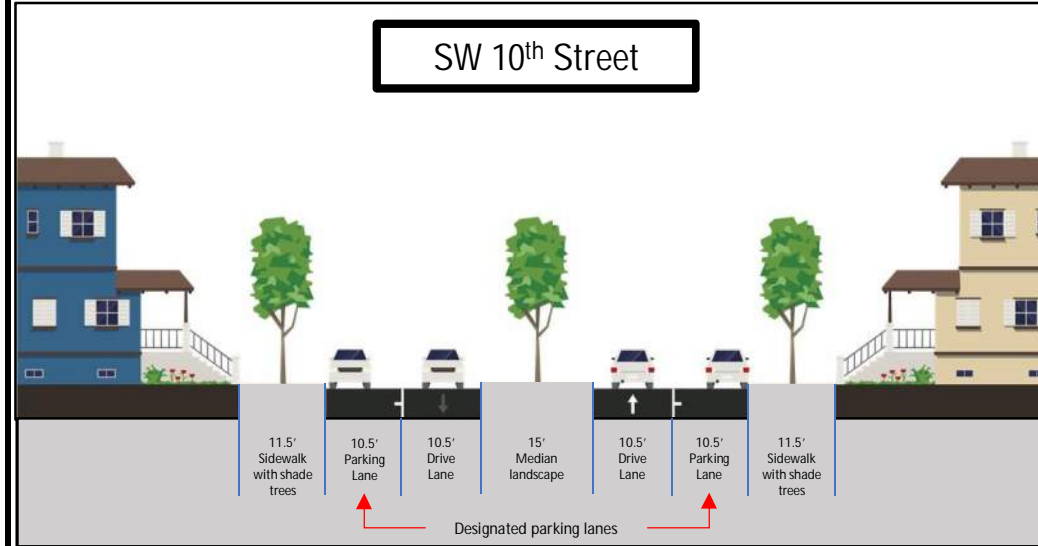 SW 10th Street
11.5'
Sidewalk
with shade
trees
10.5'
Parking
Lane
10.5'
Drive
Lane
15'
Median
landscape
10.5'
Drive
Lane
10.5'
Parking
Lane
11.5'
Sidewalk
with shade
trees
Designated parking lanes